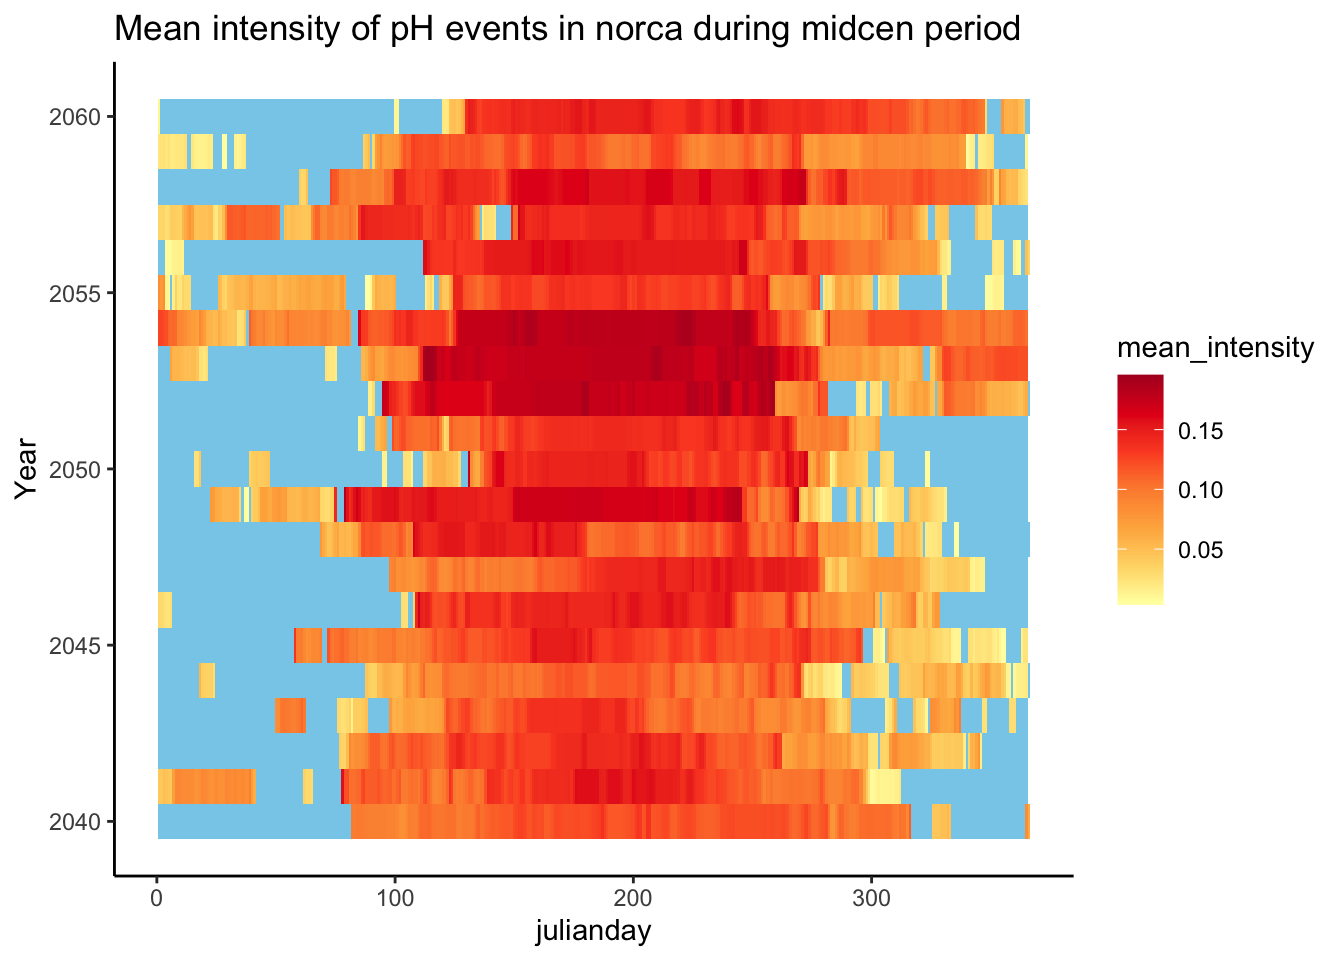 Mean intensity of pH events in norca during midcen period
2060
2055
2050
2045
2040
Year
0 100 200 300
julianday
mean_intensity
0.15
0.10
0.05